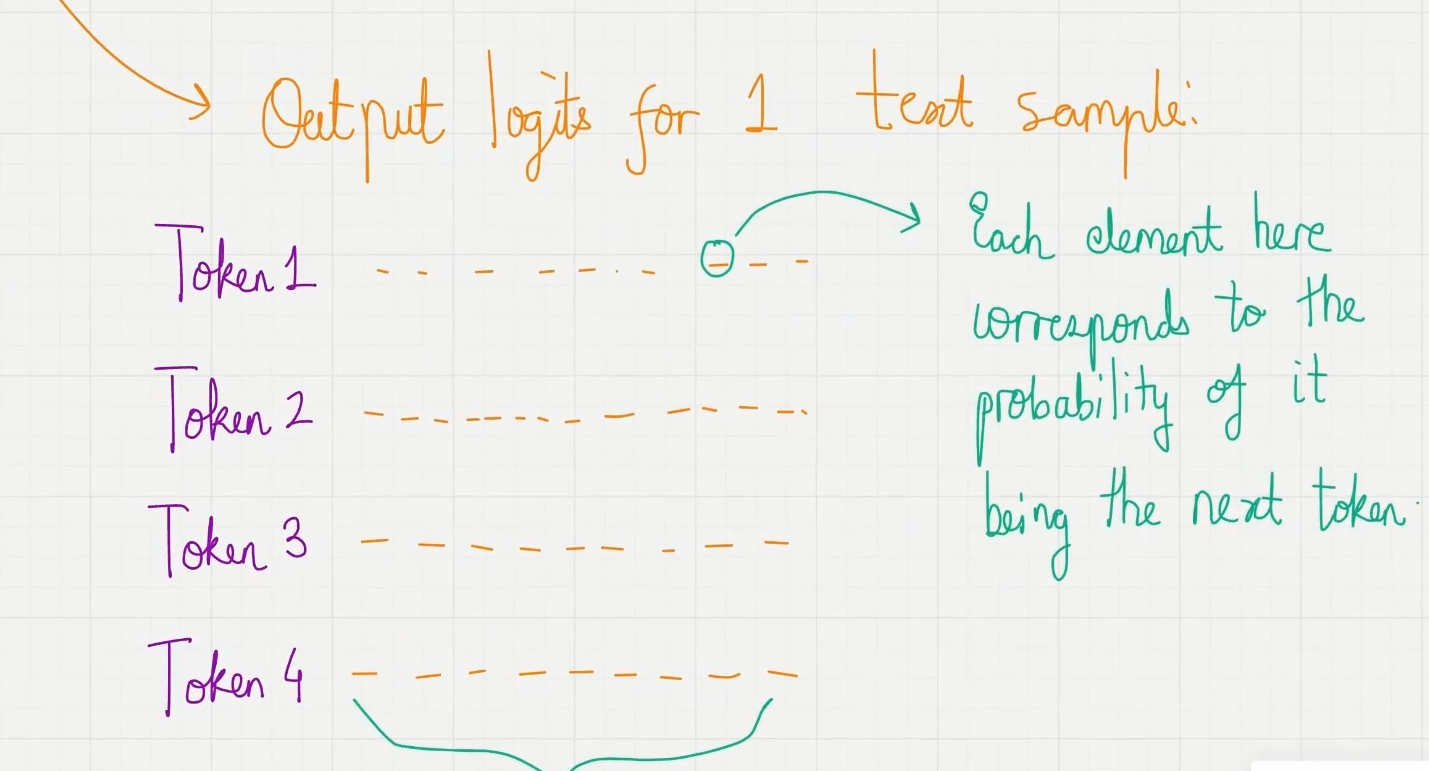 Output logits for 1 text sample:
Token 1
Each element here
corresponds to the
probability of it
being the next token.
Token 2
Token 3
Token 4